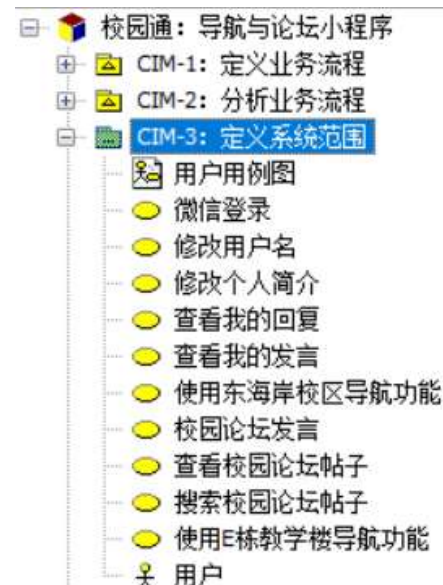 校园通：导航与论坛小程序
CIM-1：定义业务流程
CIM-2：分析业务流程
CIM-3：定义系统范围
用户用例图
微信登录
修改用户名
修改个人简介
查看我的回复
查看我的发言
使用东海岸校区导航功能
校园论坛发言
查看校园论坛帖子
搜索校园论坛帖子
使用E栋教学楼导航功能
用户